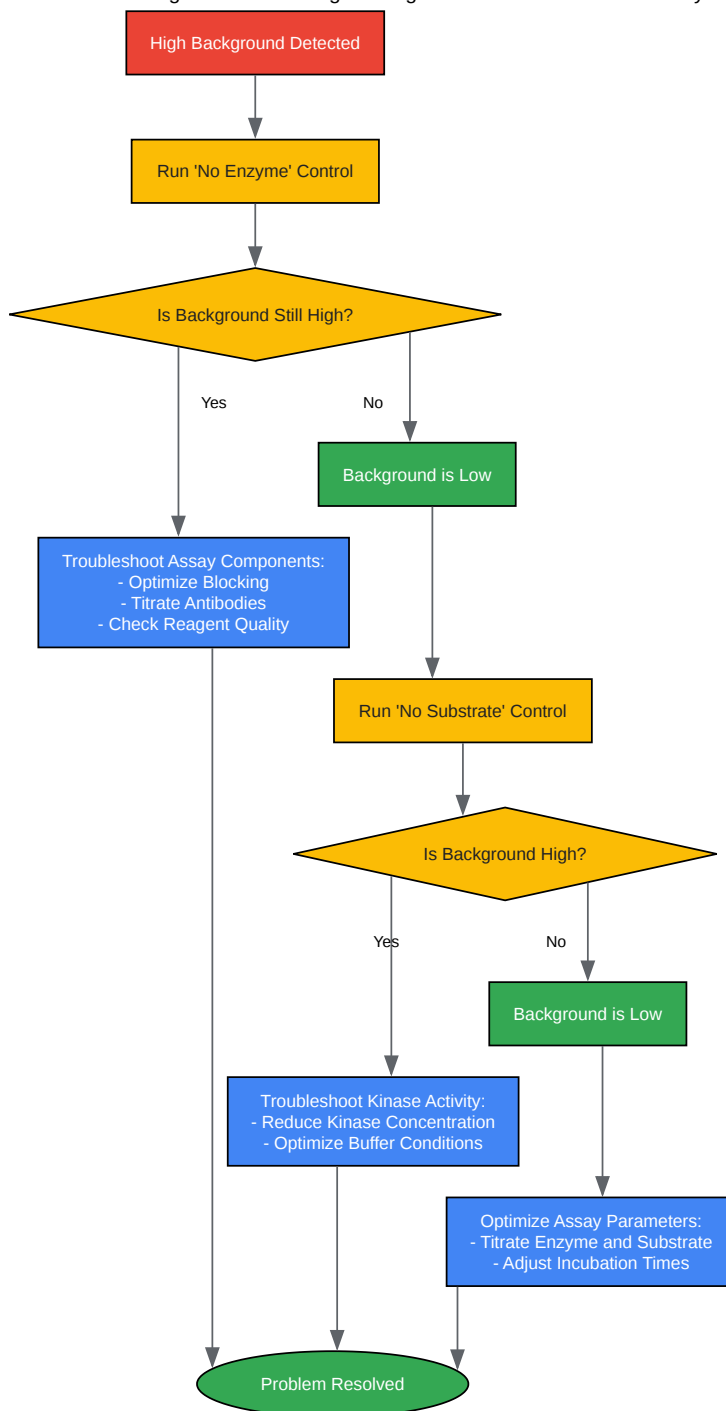 High Background Detected
Run 'No Enzyme' Control
Is Background Still High?
Yes
No
Background is Low
Troubleshoot Assay Components:
- Optimize Blocking
- Titrate Antibodies
- Check Reagent Quality
Run 'No Substrate' Control
Is Background High?
Yes
No
Background is Low
Troubleshoot Kinase Activity:
- Reduce Kinase Concentration
- Optimize Buffer Conditions
Optimize Assay Parameters:
- Titrate Enzyme and Substrate
- Adjust Incubation Times
Problem Resolved